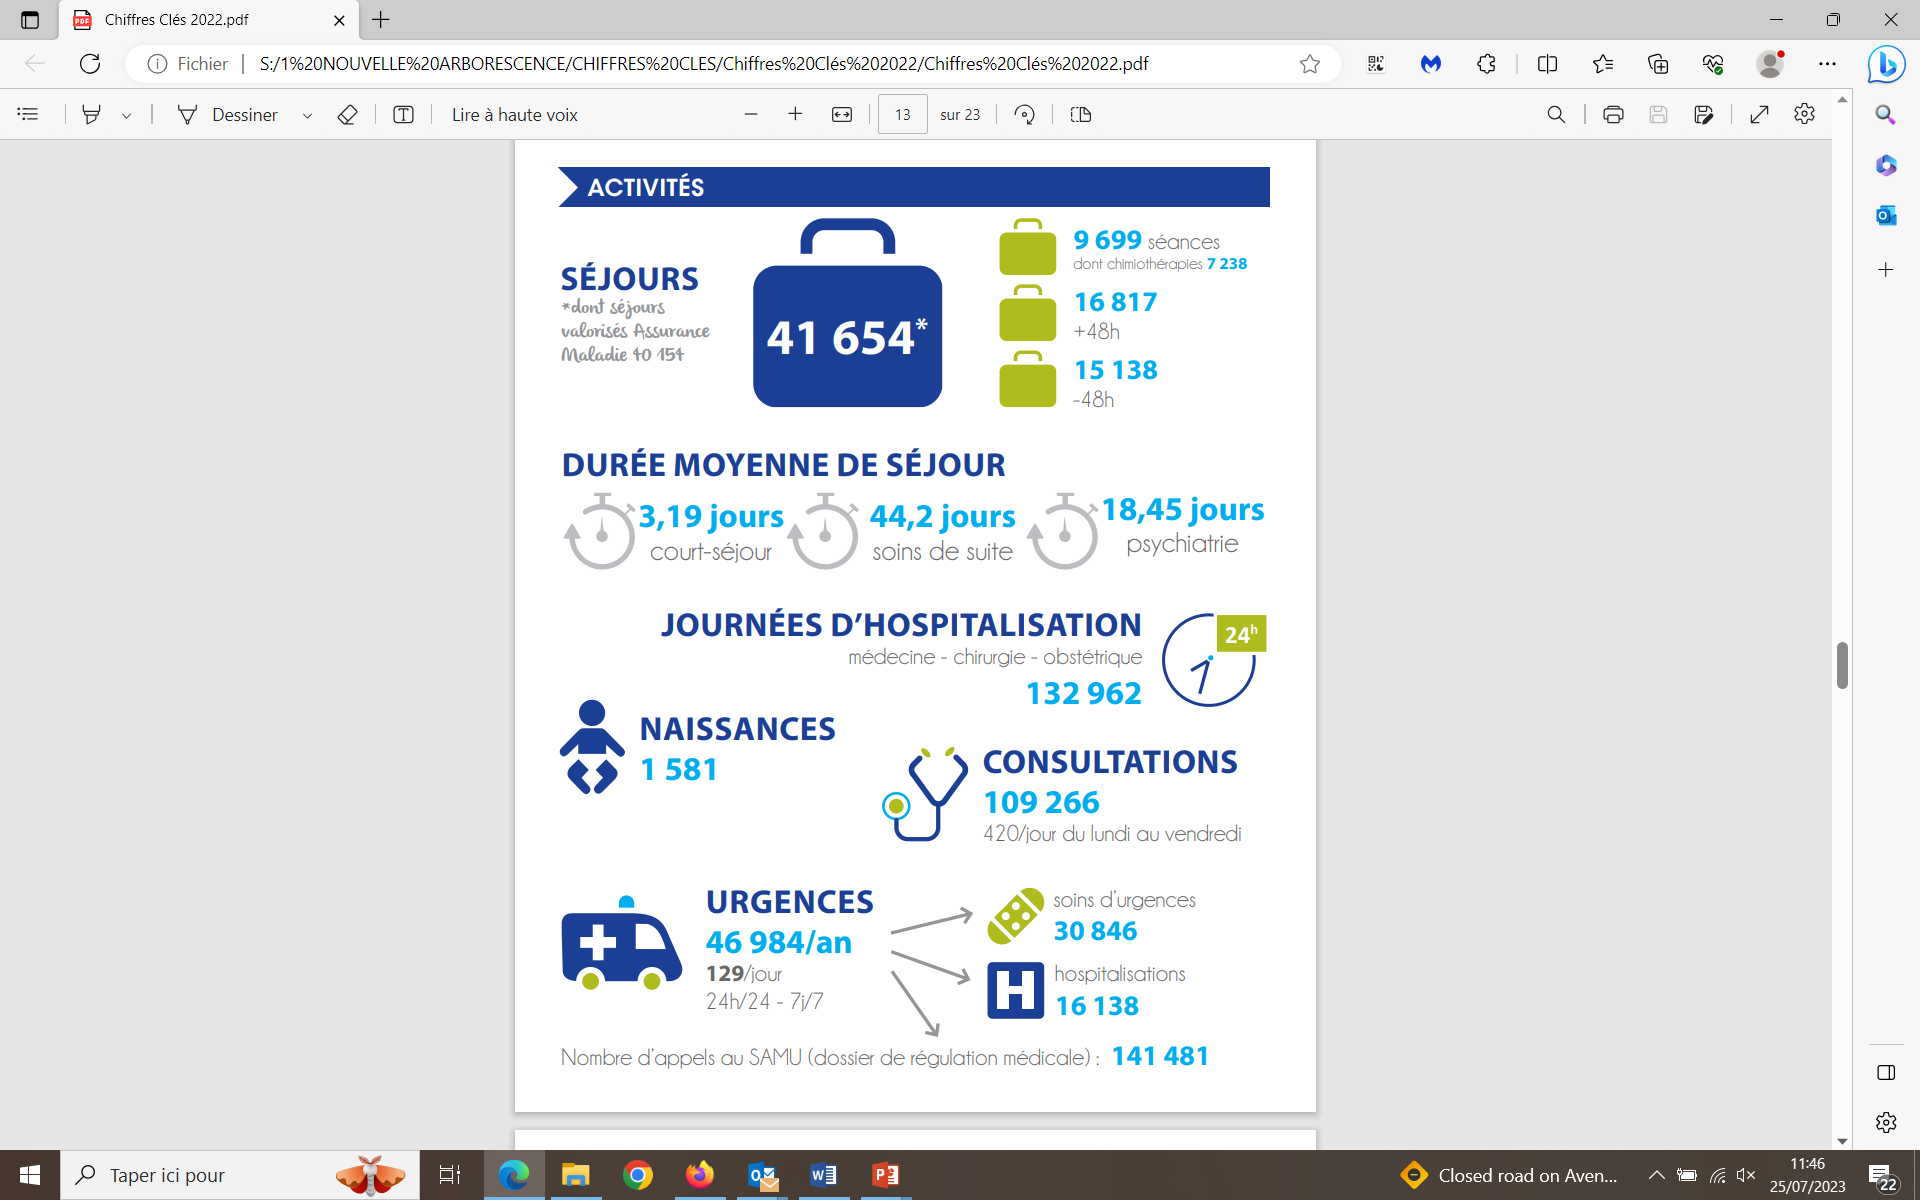 Chiffres Clés 2022.pdf
Fichier
S:/1%20NOUVELLE%20ARBORESCENCE/CHIFFRES%20CLES/Chiffres%20Clés%202022/Chiffres%20Clés%202022.pdf
Dessiner
Lire à haute voix
13
sur 23
ACTIVITÉS
SÉJOURS
*dont séjours
valorisés Assurance
Maladie 40 154
41 654*
9 699 séances
dont chimiothérapies 7 238
16 817
+48h
15 138
-48h
DURÉE MOYENNE DE SÉJOUR
3,19 jours
court-séjour
44,2 jours
soins de suite
18,45 jours
psychiatrie
JOURNÉES D'HOSPITALISATION
médecine - chirurgie - obstétrique
132 962
24h
1
NAISSANCES
1 581
CONSULTATIONS
109 266
420/jour du lundi au vendredi
URGENCES
46 984/an
129/jour
24h/24 - 7j/7
soins d'urgences
30 846
H
hospitalisations
16 138
Nombre d'appels au SAMU (dossier de régulation médicale) : 141 481
Taper ici pour
Closed road on Aven...
11:46
25/07/2023
22